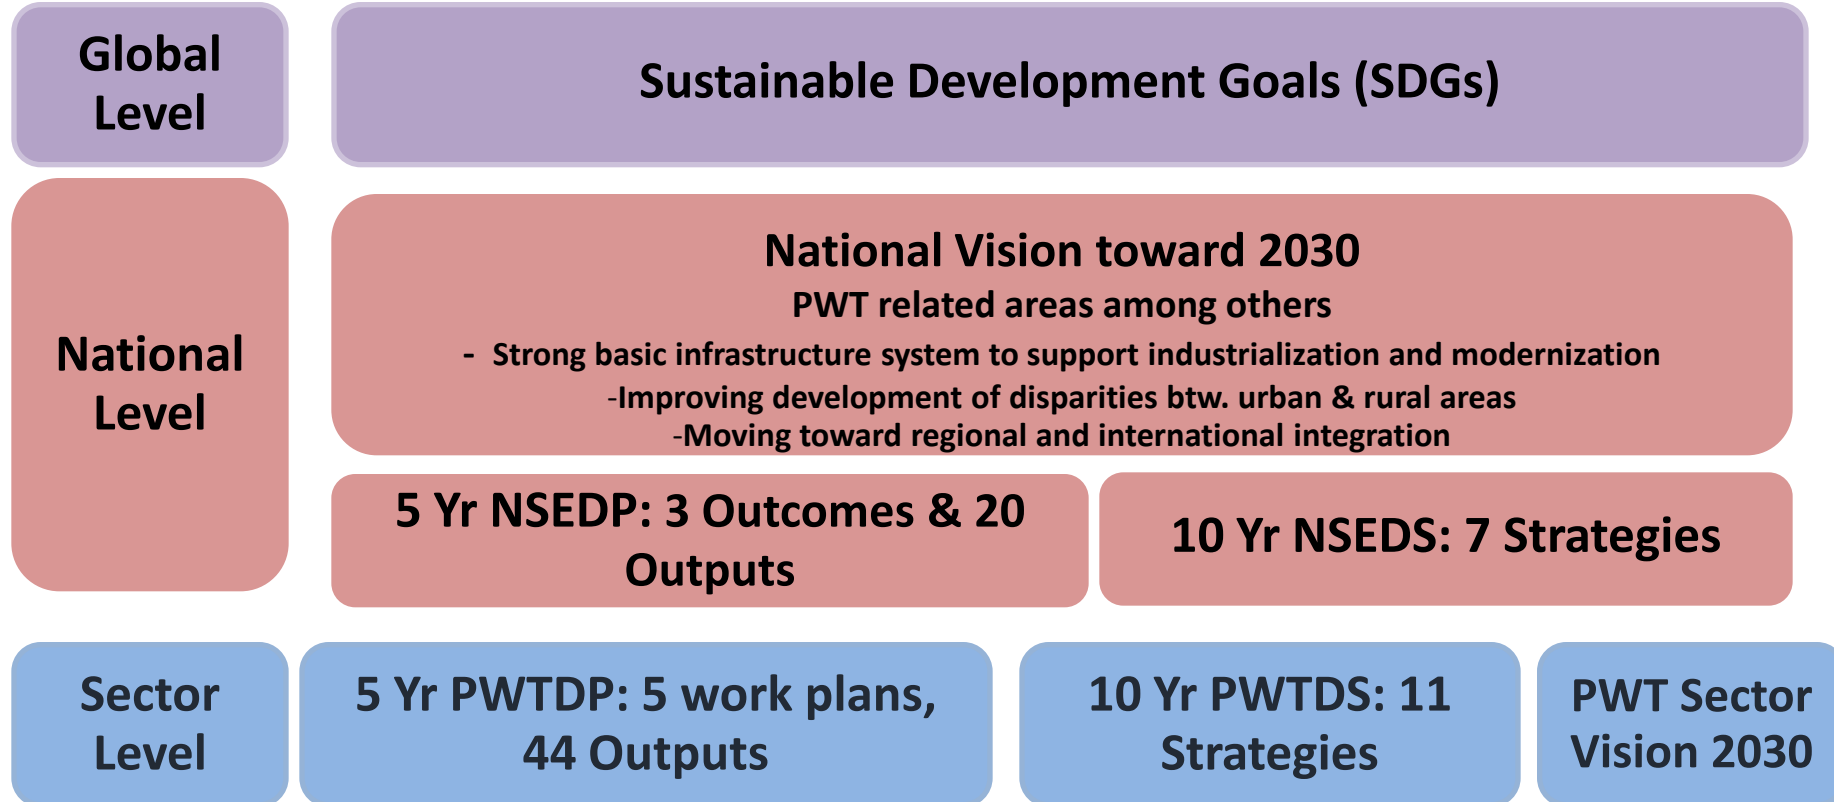 Global
Level
Sustainable Development Goals (SDGs)
National
Level
National Vision toward 2030
PWT related areas among others
- Strong basic infrastructure system to support industrialization and modernization
-Improving development of disparities btw. urban & rural areas
-Moving toward regional and international integration
5 Yr NSEDP: 3 Outcomes & 20
Outputs
10 Yr NSEDS: 7 Strategies
Sector
Level
5 Yr PWTDP: 5 work plans,
44 Outputs
10 Yr PWTDS: 11
Strategies
PWT Sector
Vision 2030